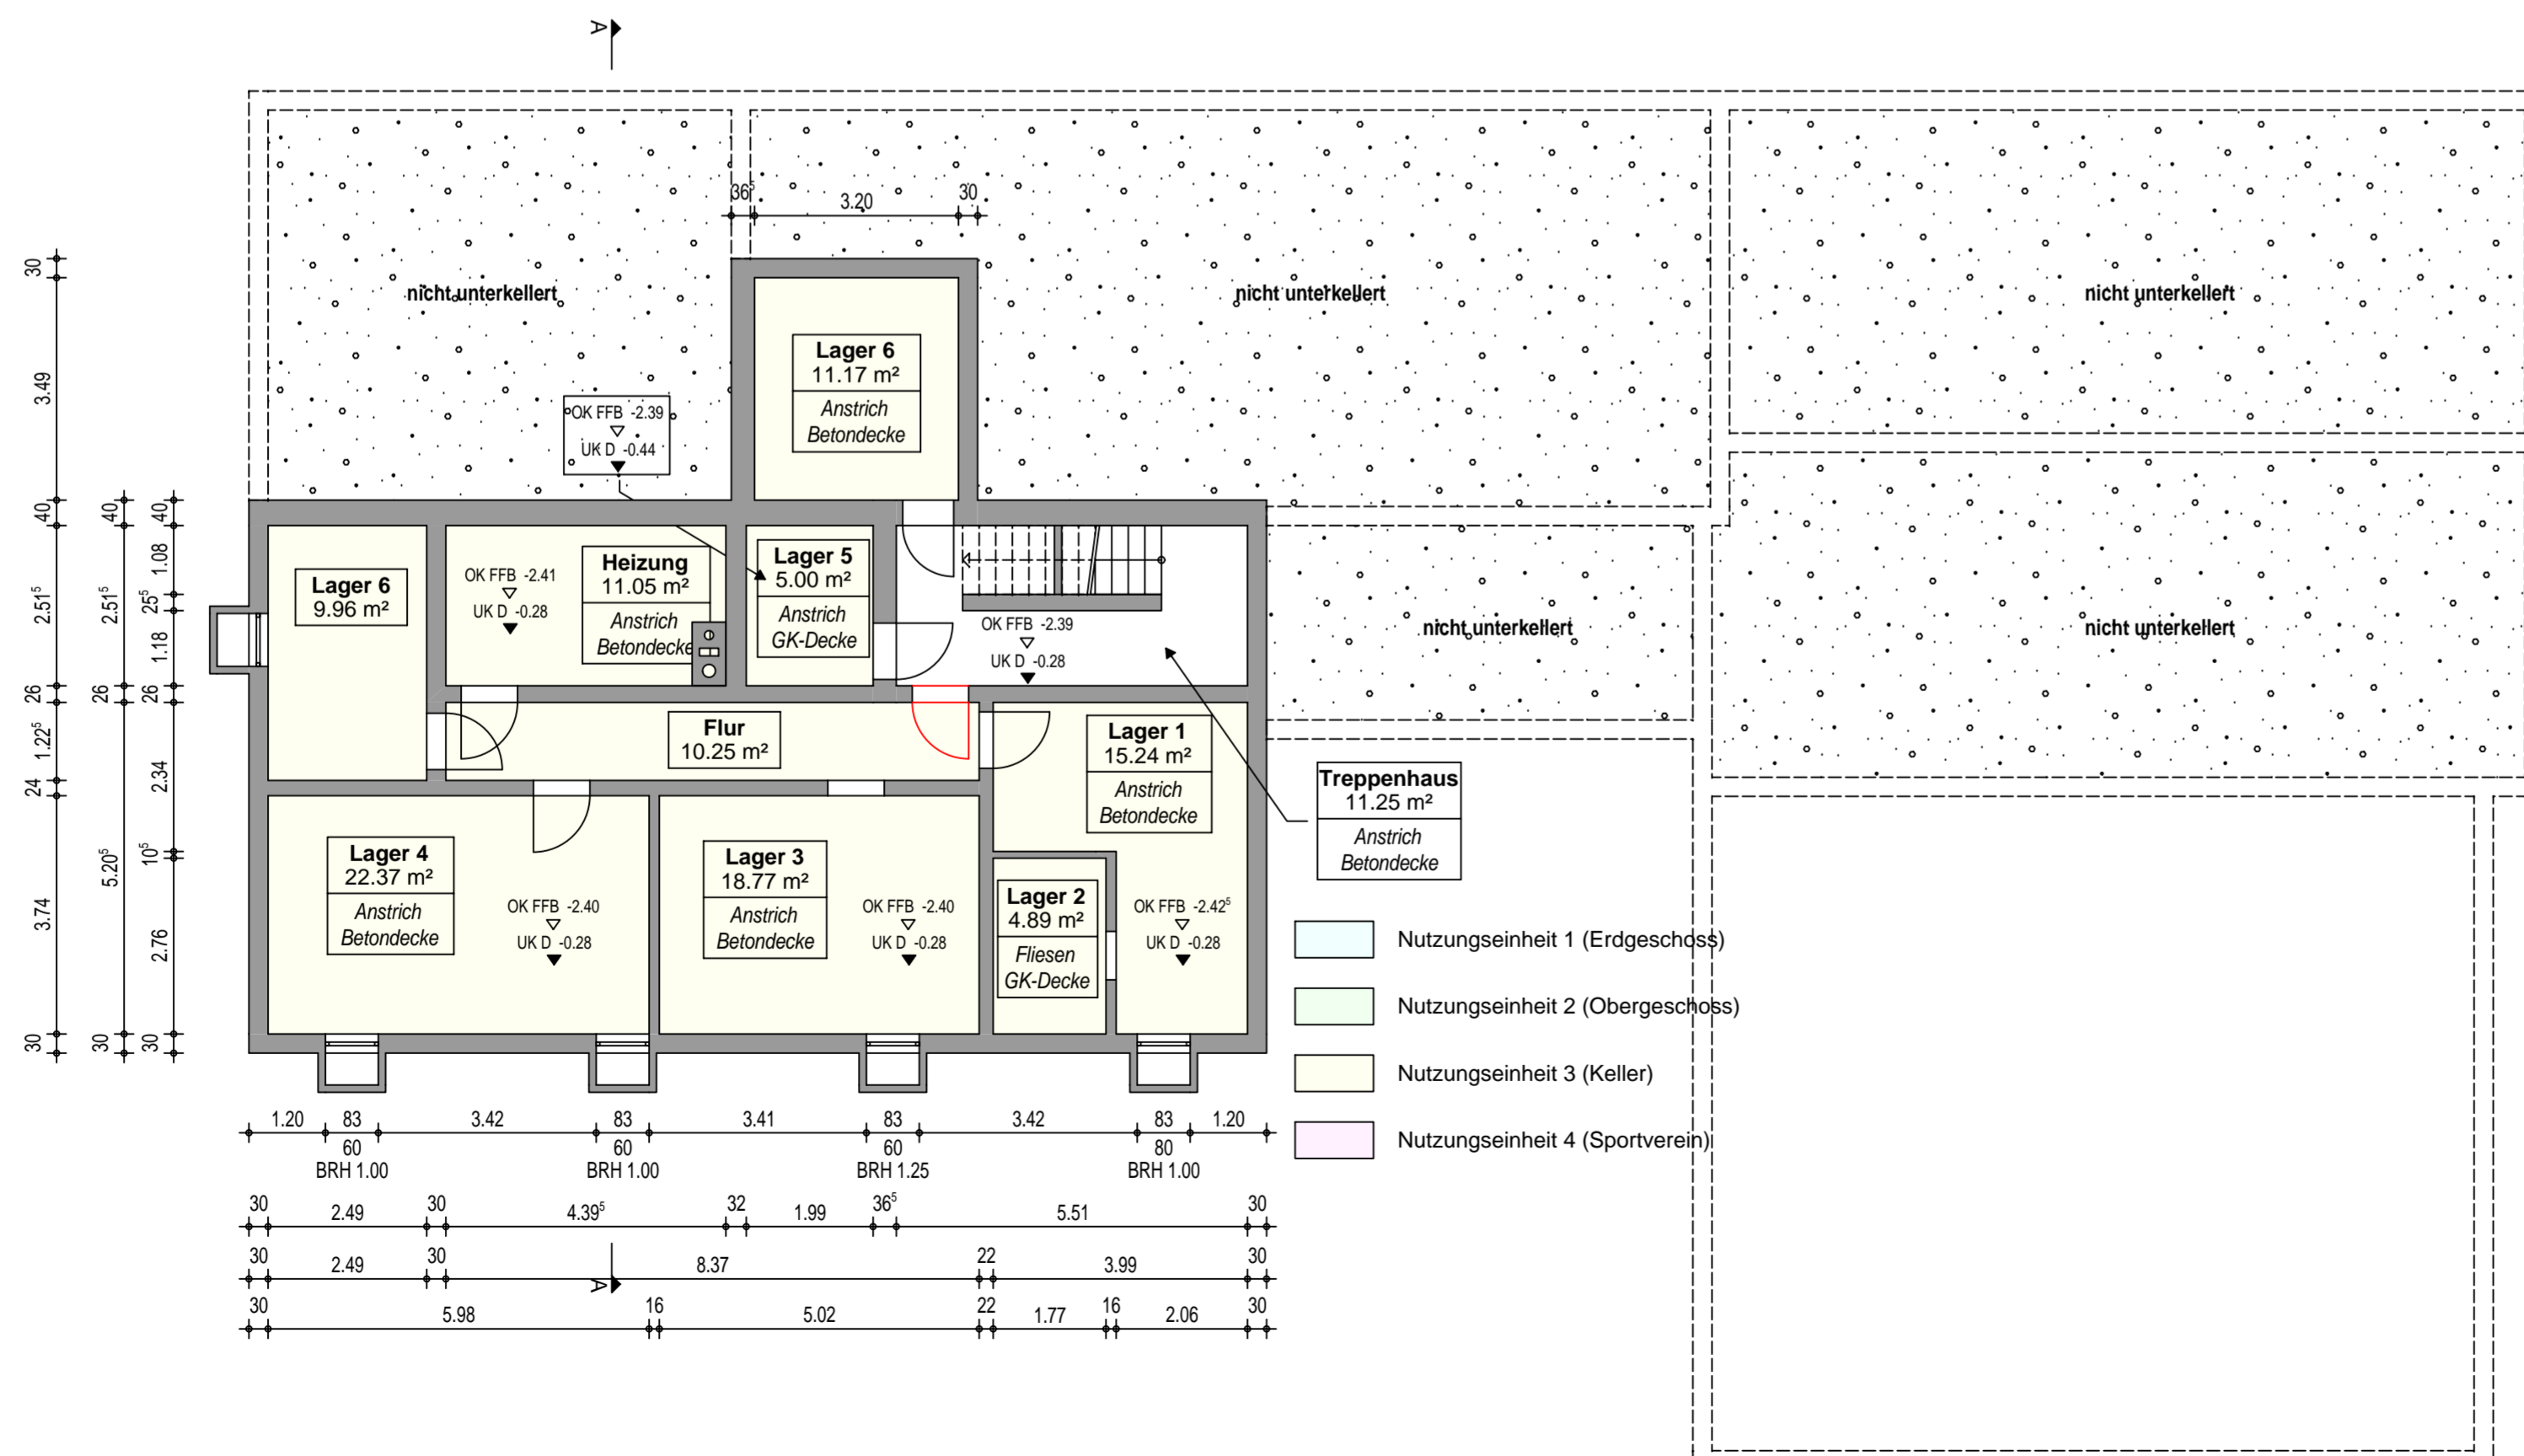 A
36⁵
3.20
30
nicht unterkellert
nicht unterkellert
nicht unterkellert
Lager 6
11.17 m²
Anstrich
Betondecke
OK FFB -2.39
UK D -0.44
Lager 6
9.96 m²
OK FFB -2.41
UK D -0.28
Heizung
11.05 m²
Anstrich
Betondecke
Lager 5
5.00 m²
Anstrich
GK-Decke
OK FFB -2.39
UK D -0.28
nicht unterkellert
nicht unterkellert
Flur
10.25 m²
Lager 1
15.24 m²
Anstrich
Betondecke
Treppenhaus
11.25 m²
Anstrich
Betondecke
Lager 4
22.37 m²
Anstrich
Betondecke
OK FFB -2.40
UK D -0.28
Lager 3
18.77 m²
Anstrich
Betondecke
OK FFB -2.40
UK D -0.28
Lager 2
4.89 m²
Fliesen
GK-Decke
OK FFB -2.42⁵
UK D -0.28
Nutzungseinheit 1 (Erdgeschoss)
Nutzungseinheit 2 (Obergeschoss)
Nutzungseinheit 3 (Keller)
Nutzungseinheit 4 (Sportverein)
30
3.49
40
2.51⁵
26
1.22⁵
24
3.74
30
40
2.51⁵
26
5.20⁵
30
40
1.08
25⁵
1.18
26
2.34
10⁵
2.76
30
1.20 83 3.42 83 3.41 83 3.42 83 1.20
60 60 60 80
BRH 1.00 BRH 1.00 BRH 1.25 BRH 1.00
30 2.49 30 4.39⁵ 32 1.99 36⁵ 5.51 30
30 2.49 30 8.37 22 3.99 30
A
30 5.98 16 5.02 22 1.77 16 2.06 30